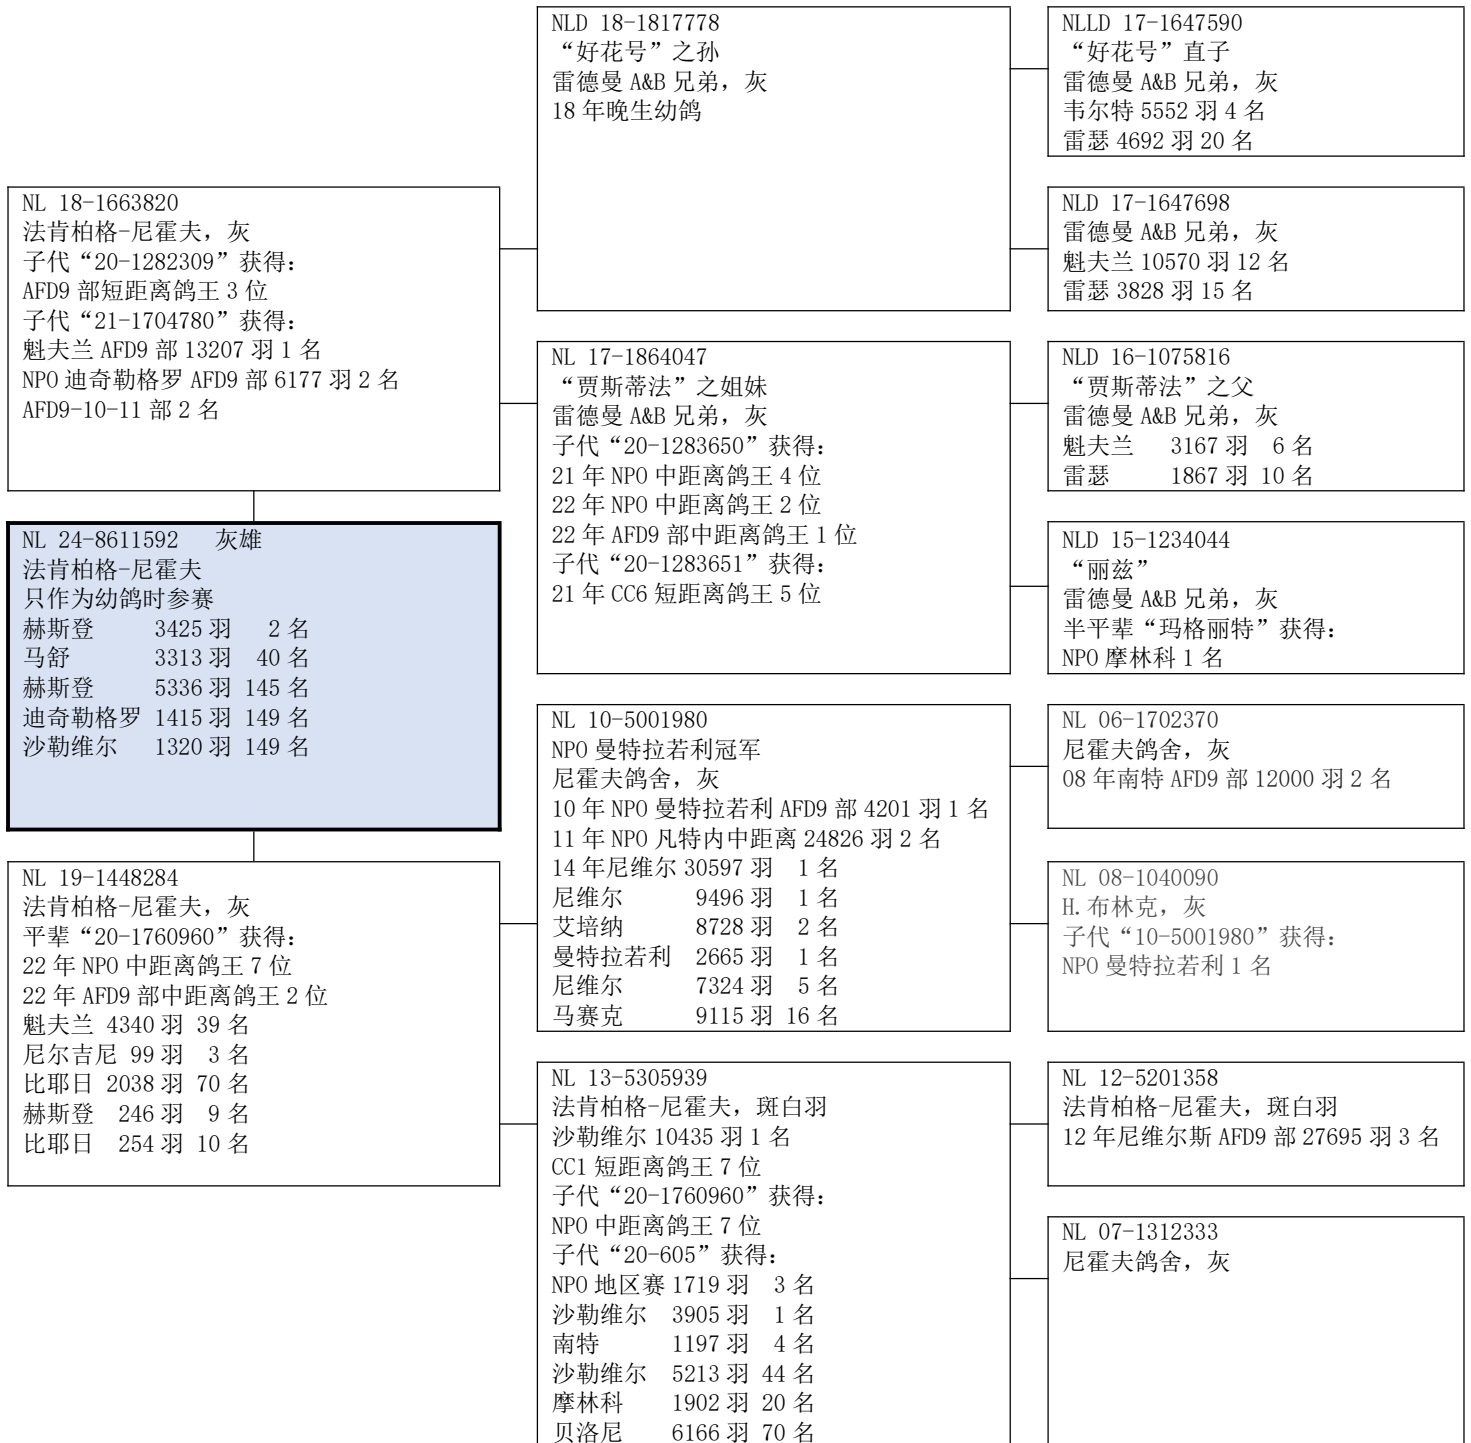 NL 18-1663820
法肯柏格-尼霍夫，灰
子代“20-1282309”获得：
AFD9 部短距离鸽王 3 位
子代“21-1704780”获得：
魁夫兰 AFD9 部 13207 羽 1 名
NPO 迪奇勒格罗 AFD9 部 6177 羽 2 名
AFD9-10-11 部 2 名
NL 24-8611592 灰雄
法肯柏格-尼霍夫
只作为幼鸽时参赛
赫斯登 3425 羽 2 名
马舒 3313 羽 40 名
赫斯登 5336 羽 145 名
迪奇勒格罗 1415 羽 149 名
沙勒维尔 1320 羽 149 名
NL 19-1448284
法肯柏格-尼霍夫，灰
平辈“20-1760960”获得：
22 年 NPO 中距离鸽王 7 位
22 年 AFD9 部中距离鸽王 2 位
魁夫兰 4340 羽 39 名
尼尔吉尼 99 羽 3 名
比耶日 2038 羽 70 名
赫斯登 246 羽 9 名
比耶日 254 羽 10 名
NLD 18-1817778
“好花号”之孙
雷德曼 A&B 兄弟，灰
18 年晚生幼鸽
NL 17-1864047
“贾斯蒂法”之姐妹
雷德曼 A&B 兄弟，灰
子代“20-1283650”获得：
21 年 NPO 中距离鸽王 4 位
22 年 NPO 中距离鸽王 2 位
22 年 AFD9 部中距离鸽王 1 位
子代“20-1283651”获得：
21 年 CC6 短距离鸽王 5 位
NL 10-5001980
NPO 曼特拉若利冠军
尼霍夫鸽舍，灰
10 年 NPO 曼特拉若利 AFD9 部 4201 羽 1 名
11 年 NPO 凡特内中距离 24826 羽 2 名
14 年尼维尔 30597 羽 1 名
尼维尔 9496 羽 1 名
艾培纳 8728 羽 2 名
曼特拉若利 2665 羽 1 名
尼维尔 7324 羽 5 名
马赛克 9115 羽 16 名
NL 13-5305939
法肯柏格-尼霍夫，斑白羽
沙勒维尔 10435 羽 1 名
CC1 短距离鸽王 7 位
子代“20-1760960”获得：
NPO 中距离鸽王 7 位
子代“20-605”获得：
NPO 地区赛 1719 羽 3 名
沙勒维尔 3905 羽 1 名
南特 1197 羽 4 名
沙勒维尔 5213 羽 44 名
摩林科 1902 羽 20 名
贝洛尼 6166 羽 70 名
NLLD 17-1647590
“好花号”直子
雷德曼 A&B 兄弟，灰
韦尔特 5552 羽 4 名
雷瑟 4692 羽 20 名
NLD 17-1647698
雷德曼 A&B 兄弟，灰
魁夫兰 10570 羽 12 名
雷瑟 3828 羽 15 名
NLD 16-1075816
“贾斯蒂法”之父
雷德曼 A&B 兄弟，灰
魁夫兰 3167 羽 6 名
雷瑟 1867 羽 10 名
NLD 15-1234044
“丽兹”
雷德曼 A&B 兄弟，灰
半平辈“玛格丽特”获得：
NPO 摩林科 1 名
NL 06-1702370
尼霍夫鸽舍，灰
08 年南特 AFD9 部 12000 羽 2 名
NL 08-1040090
H.布林克，灰
子代“10-5001980”获得：
NPO 曼特拉若利 1 名
NL 12-5201358
法肯柏格-尼霍夫，斑白羽
12 年尼维尔斯 AFD9 部 27695 羽 3 名
NL 07-1312333
尼霍夫鸽舍，灰